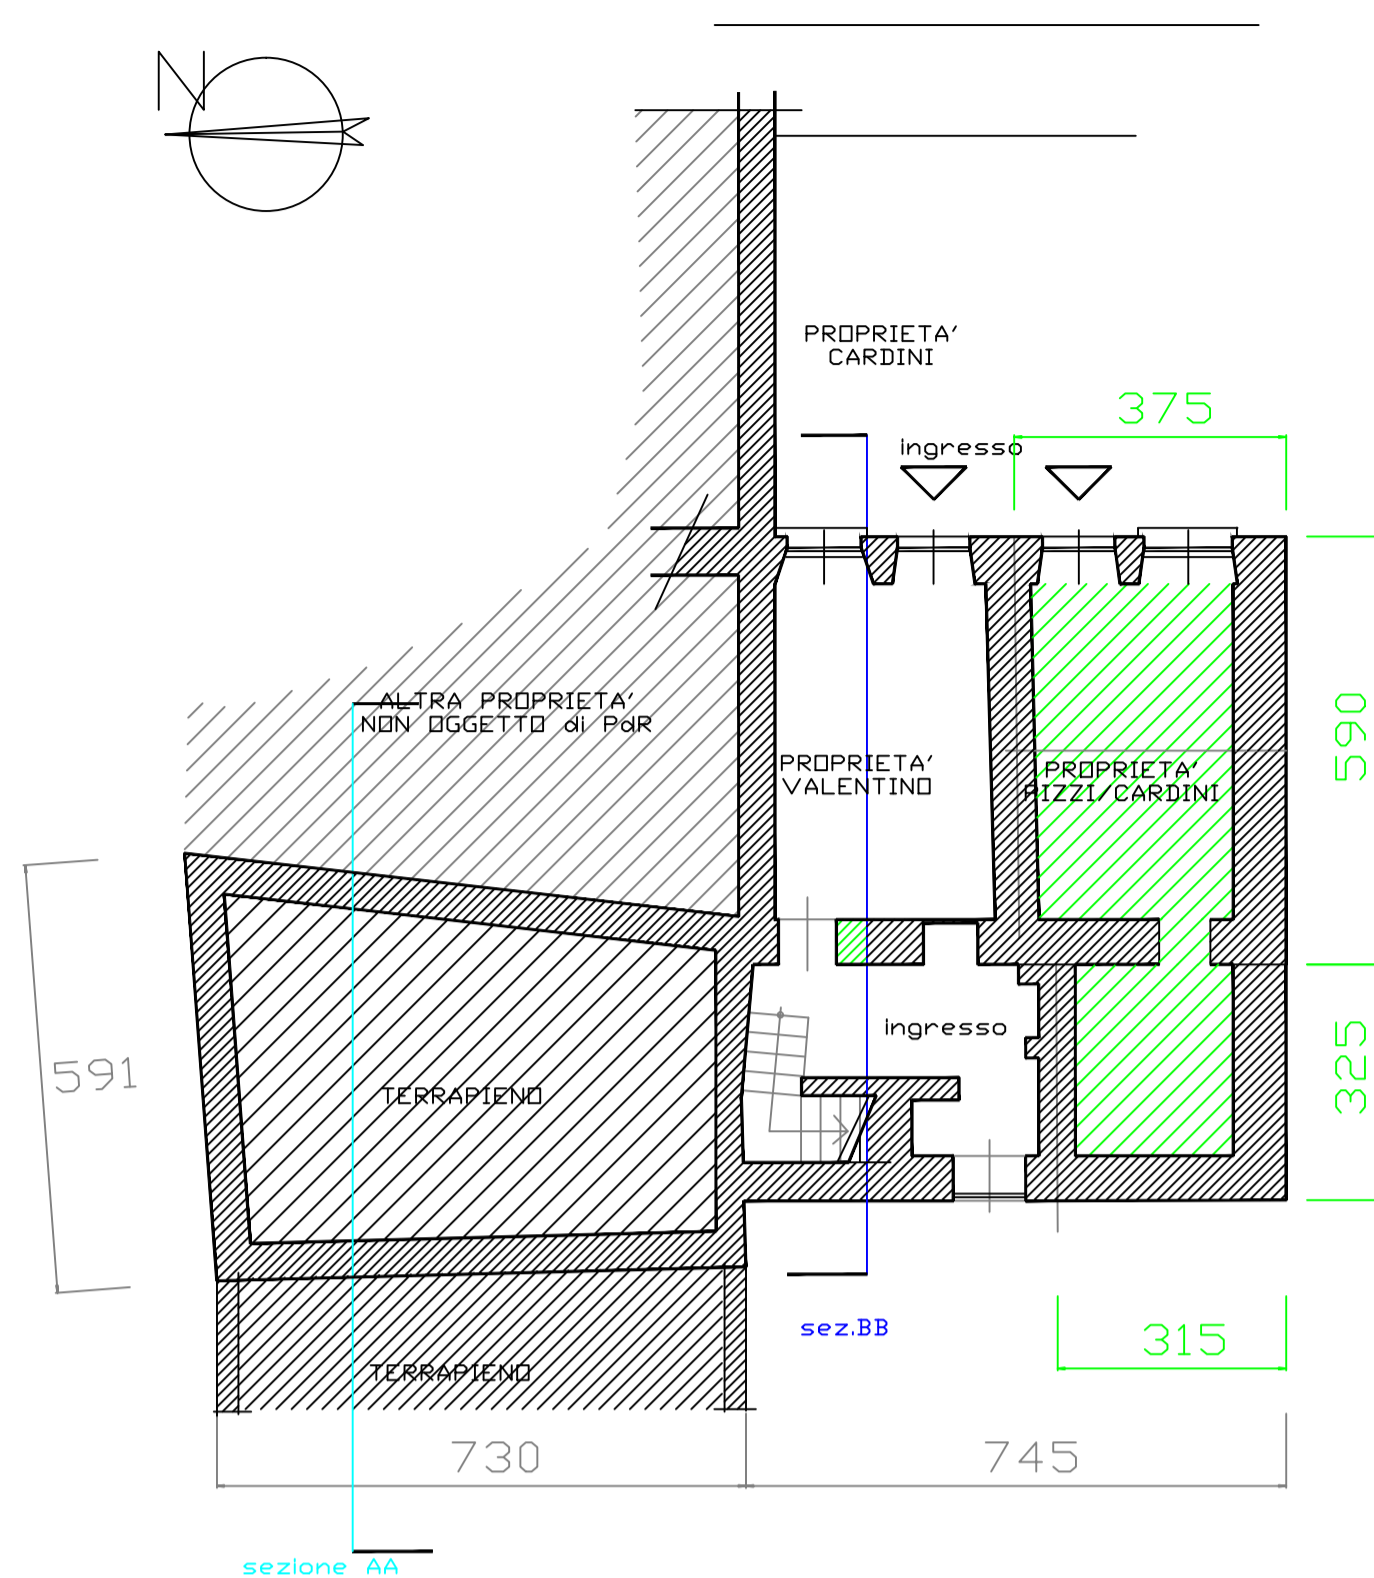 N
PROPRIETA'
CARDINI
375
ingresso
ALTRA PROPRIETA'
NON OGGETTO di PdR
590
PROPRIETA'
VALENTINO
PROPRIETA'
PIZZI/CARDINI
ingresso
591
325
TERRAPIENO
sez.BB
315
TERRAPIENO
730
745
sezione AA